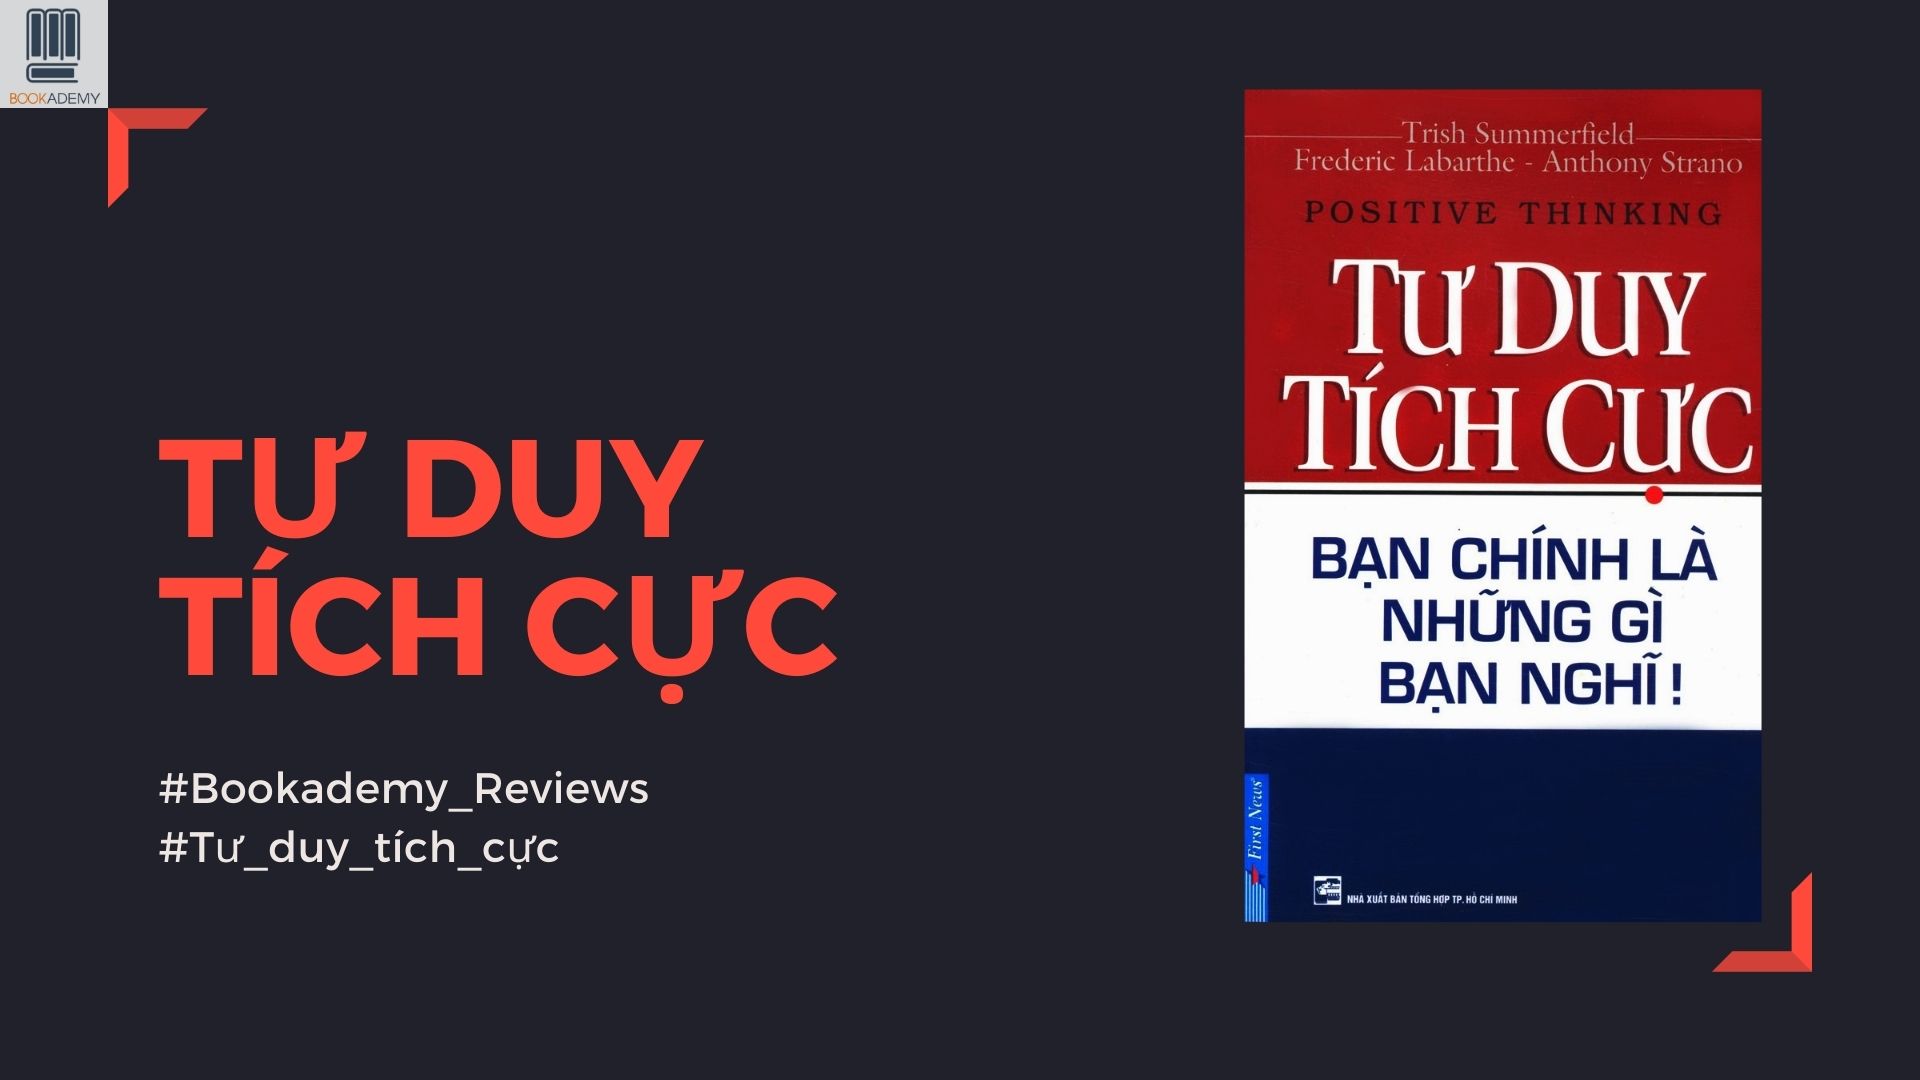 BOOKADEMY
TƯ DUY
TÍCH CỰC
#Bookademy_Reviews
#Tư_duy_tích_cực
Trish Summerfield
Frederic Labarthe - Anthony Strano
POSITIVE THINKING
TƯ DUY
TÍCH CỰC
BẠN CHÍNH LÀ
NHỮNG GÌ
BẠN NGHĨ !
First News
NHÀ XUẤT BẢN TỔNG HỢP TP. HỒ CHÍ MINH